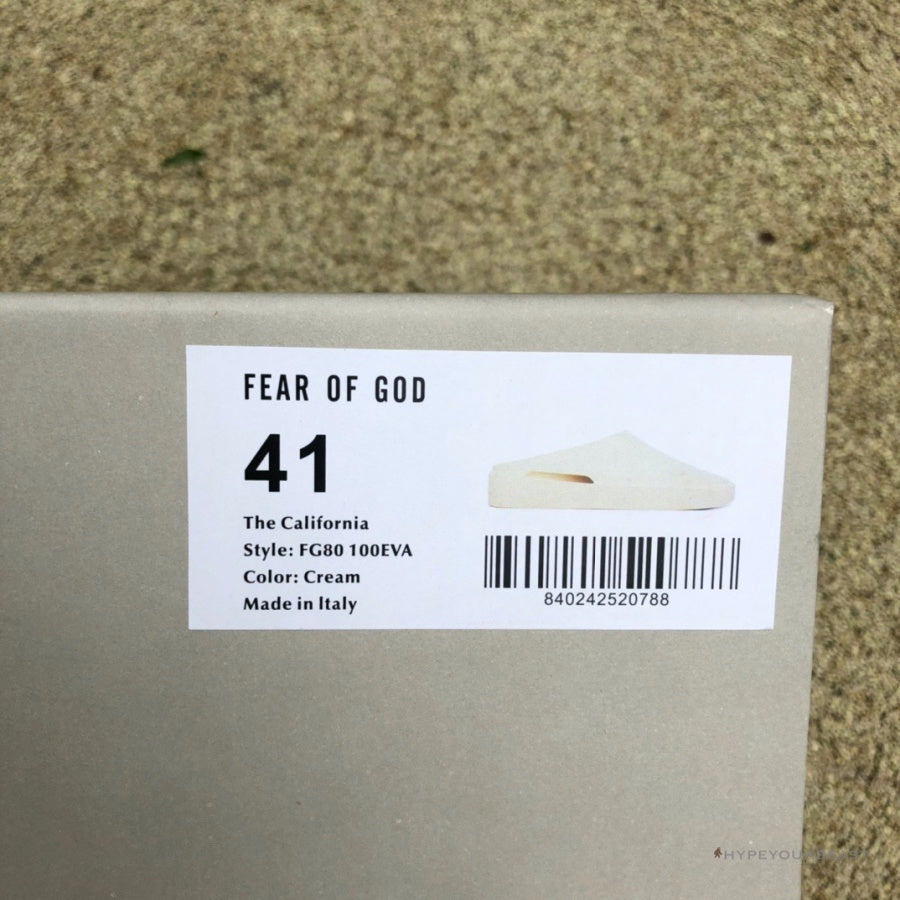 FEAR OF GOD
41
The California
Style: FG80 100EVA
Color: Cream
Made in Italy
840242520788